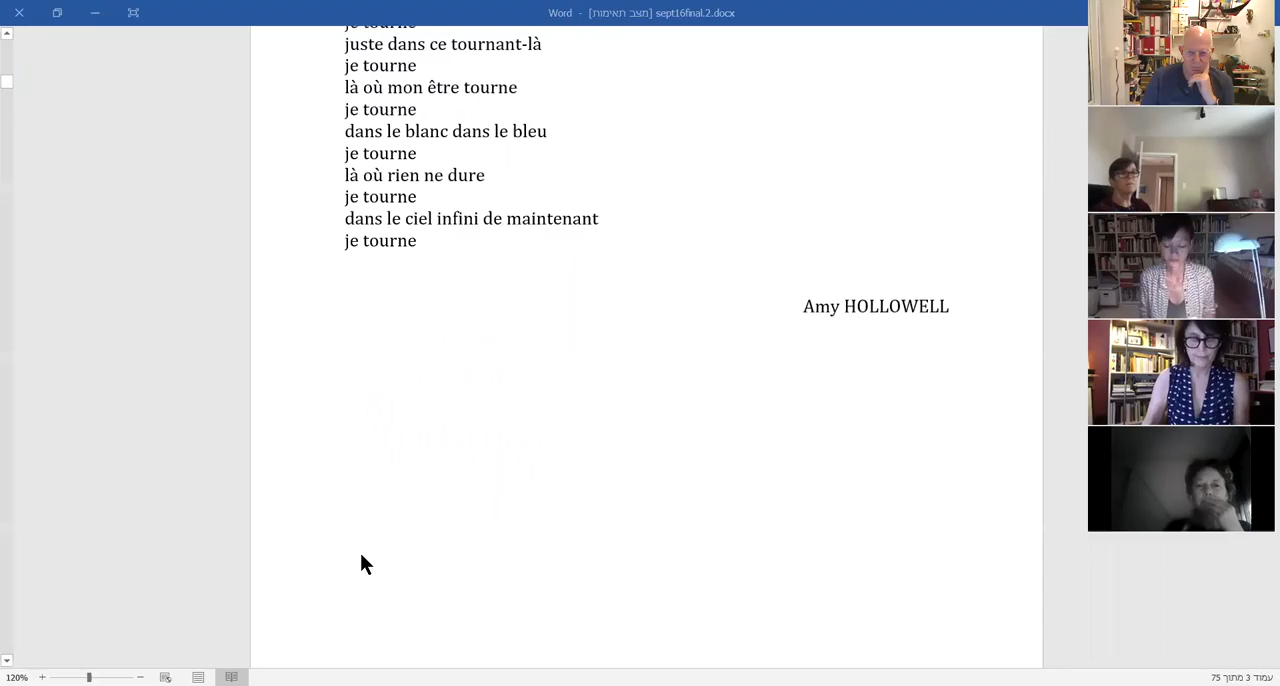 Word - [מצב תאימות] sept16final.2.docx
je tourne
juste dans ce tournant-là
je tourne
là où mon être tourne
je tourne
dans le blanc dans le bleu
je tourne
là où rien ne dure
je tourne
dans le ciel infini de maintenant
je tourne
Amy HOLLOWELL
120%
עמוד 3 מתוך 75